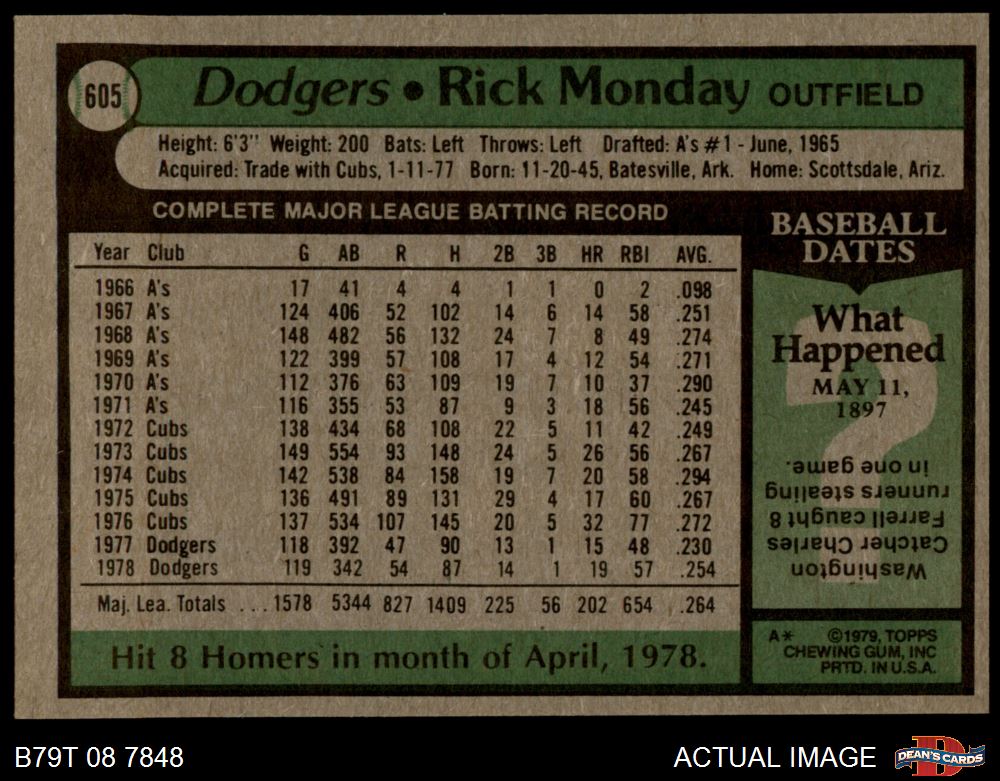 605
Dodgers • Rick Monday OUTFIELD
Height: 6'3" Weight: 200 Bats: Left Throws: Left Drafted: A's #1 - June, 1965
Acquired: Trade with Cubs, 1-11-77 Born: 11-20-45, Batesville, Ark. Home: Scottsdale, Ariz.
COMPLETE MAJOR LEAGUE BATTING RECORD
Year Club G AB R H 2B 3B HR RBI AVG.
1966 A's 17 41 4 4 1 1 0 2 .098
1967 A's 124 406 52 102 14 6 14 58 .251
1968 A's 148 482 56 132 24 7 8 49 .274
1969 A's 122 399 57 108 17 4 12 54 .271
1970 A's 112 376 63 109 19 7 10 37 .290
1971 A's 116 355 53 87 9 3 18 56 .245
1972 Cubs 138 434 68 108 22 5 11 42 .249
1973 Cubs 149 554 93 148 24 5 26 56 .267
1974 Cubs 142 538 84 158 19 7 20 58 .294
1975 Cubs 136 491 89 131 29 4 17 60 .267
1976 Cubs 137 534 107 145 20 5 32 77 .272
1977 Dodgers 118 392 47 90 13 1 15 48 .230
1978 Dodgers 119 342 54 87 14 1 19 57 .254
Maj. Lea. Totals ... 1578 5344 827 1409 225 56 202 654 .264
Hit 8 Homers in month of April, 1978.
BASEBALL
DATES
What
Happened
MAY 11,
1897
Washington
Catcher Charles
Farrell caught 8
runners stealing
in one game.
A* ©1979, TOPPS
CHEWING GUM, INC
PRTD. IN U.S.A.
B79T 08 7848
ACTUAL IMAGE
D
DEAN'S CARDS